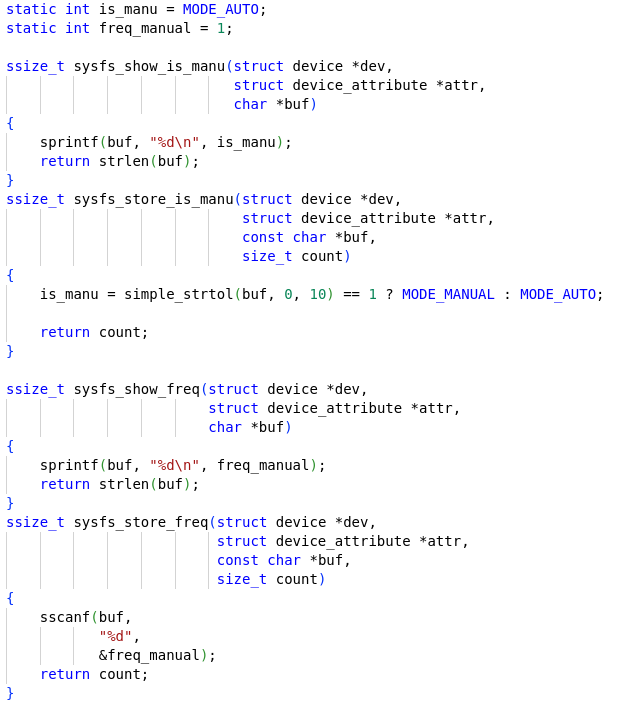 static int is_manu = MODE_AUTO;
static int freq_manual = 1;

ssize_t sysfs_show_is_manu(struct device *dev,
                           struct device_attribute *attr,
                           char *buf)
{
    sprintf(buf, "%d\n", is_manu);
    return strlen(buf);
}
ssize_t sysfs_store_is_manu(struct device *dev,
                            struct device_attribute *attr,
                            const char *buf,
                            size_t count)
{
    is_manu = simple_strtol(buf, 0, 10) == 1 ? MODE_MANUAL : MODE_AUTO;

    return count;
}

ssize_t sysfs_show_freq(struct device *dev,
                        struct device_attribute *attr,
                        char *buf)
{
    sprintf(buf, "%d\n", freq_manual);
    return strlen(buf);
}
ssize_t sysfs_store_freq(struct device *dev,
                         struct device_attribute *attr,
                         const char *buf,
                         size_t count)
{
    sscanf(buf,
           "%d",
           &freq_manual);
    return count;
}